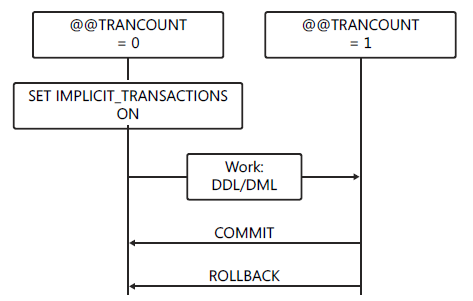 @@TRANCOUNT
= 0
@@TRANCOUNT
= 1
SET IMPLICIT_TRANSACTIONS
ON
Work:
DDL/DML
COMMIT
ROLLBACK